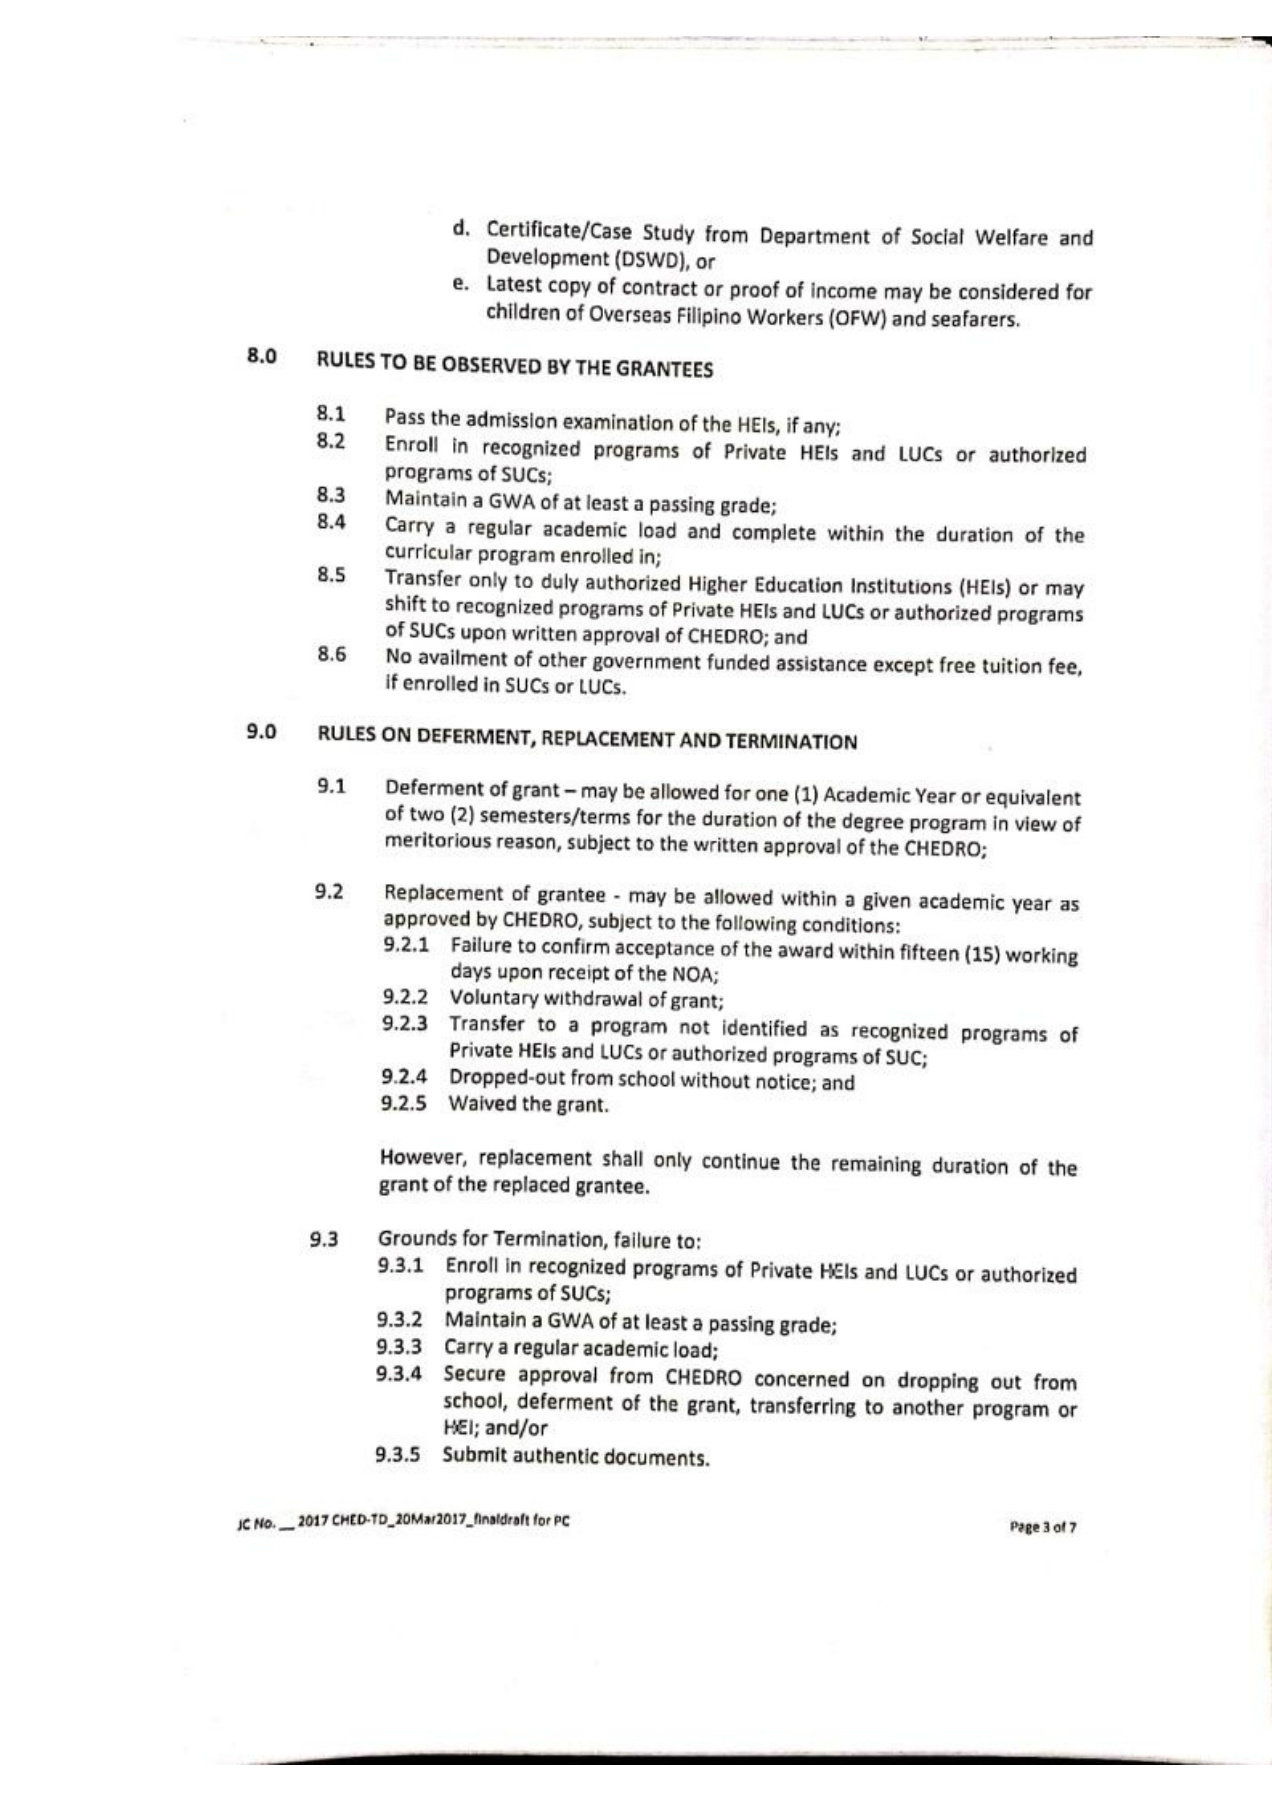 d. Certificate/Case Study from Department of Social Welfare and
Development (DSWD), or
e. Latest copy of contract or proof of income may be considered for
children of Overseas Filipino Workers (OFW) and seafarers.
8.0 RULES TO BE OBSERVED BY THE GRANTEES
8.1 Pass the admission examination of the HEIs, if any;
8.2 Enroll in recognized programs of Private HEIs and LUCs or authorized
programs of SUCs;
8.3 Maintain a GWA of at least a passing grade;
8.4 Carry a regular academic load and complete within the duration of the
curricular program enrolled in;
8.5 Transfer only to duly authorized Higher Education Institutions (HEIs) or may
shift to recognized programs of Private HEIs and LUCs or authorized programs
of SUCs upon written approval of CHEDRO; and
8.6 No availment of other government funded assistance except free tuition fee,
if enrolled in SUCs or LUCs.
9.0 RULES ON DEFERMENT, REPLACEMENT AND TERMINATION
9.1 Deferment of grant – may be allowed for one (1) Academic Year or equivalent
of two (2) semesters/terms for the duration of the degree program in view of
meritorious reason, subject to the written approval of the CHEDRO;
9.2 Replacement of grantee - may be allowed within a given academic year as
approved by CHEDRO, subject to the following conditions:
9.2.1 Failure to confirm acceptance of the award within fifteen (15) working
days upon receipt of the NOA;
9.2.2 Voluntary withdrawal of grant;
9.2.3 Transfer to a program not identified as recognized programs of
Private HEIs and LUCs or authorized programs of SUC;
9.2.4 Dropped-out from school without notice; and
9.2.5 Waived the grant.
However, replacement shall only continue the remaining duration of the
grant of the replaced grantee.
9.3 Grounds for Termination, failure to:
9.3.1 Enroll in recognized programs of Private HEIs and LUCs or authorized
programs of SUCs;
9.3.2 Maintain a GWA of at least a passing grade;
9.3.3 Carry a regular academic load;
9.3.4 Secure approval from CHEDRO concerned on dropping out from
school, deferment of the grant, transferring to another program or
HEI; and/or
9.3.5 Submit authentic documents.
JC No. __ 2017 CHED-TD_20Mar2017_finaldraft for PC
Page 3 of 7